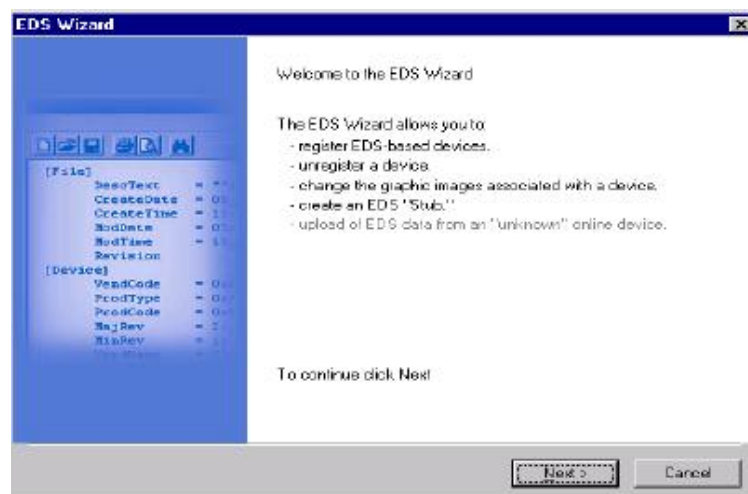 EDS Wizard
Welcome to the EDS Wizard
The EDS Wizard allows you to:
- register EDS-based devices.
- unregister a device.
- change the graphic images associated with a device.
- create an EDS "Stub."
- upload of EDS data from an "unknown" online device.
[File]
DescText =
CreateDate =
CreateTime =
ModDate =
ModTime =
Revision
[Device]
VendCode =
ProdType =
ProdCode =
MajRev =
MinRev =
To continue click Next
Next >
Cancel